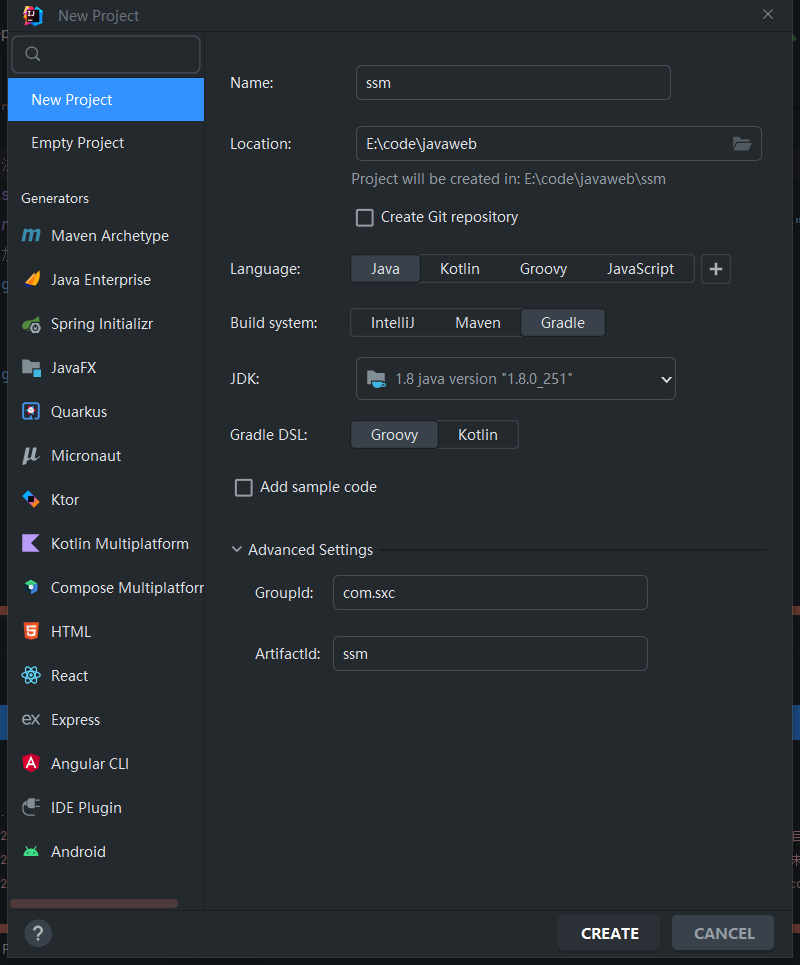 New Project
New Project
Empty Project
Generators
Maven Archetype
Java Enterprise
Spring Initializr
JavaFX
Quarkus
Micronaut
Ktor
Kotlin Multiplatform
Compose Multiplatforr
HTML
React
Express
Angular CLI
IDE Plugin
Android
Name:
ssm
Location:
E:\code\javaweb
Project will be created in: E:\code\javaweb\ssm
Create Git repository
Language:
Java Kotlin Groovy JavaScript +
Build system:
IntelliJ Maven Gradle
JDK:
1.8 java version "1.8.0_251"
Gradle DSL:
Groovy Kotlin
Add sample code
Advanced Settings
GroupId:
com.sxc
ArtifactId:
ssm
?
CREATE CANCEL